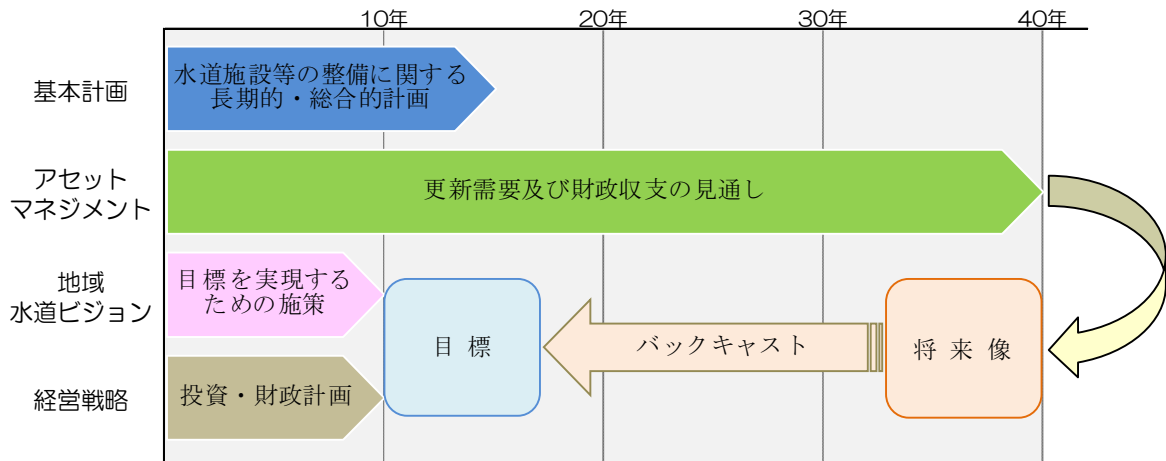 10年
20年
30年
40年
基本計画
水道施設等の整備に関する
長期的・総合的計画
アセット
マネジメント
更新需要及び財政収支の見通し
地域
水道ビジョン
目標を実現する
ための施策
目 標
バックキャスト
将来像
経営戦略
投資・財政計画